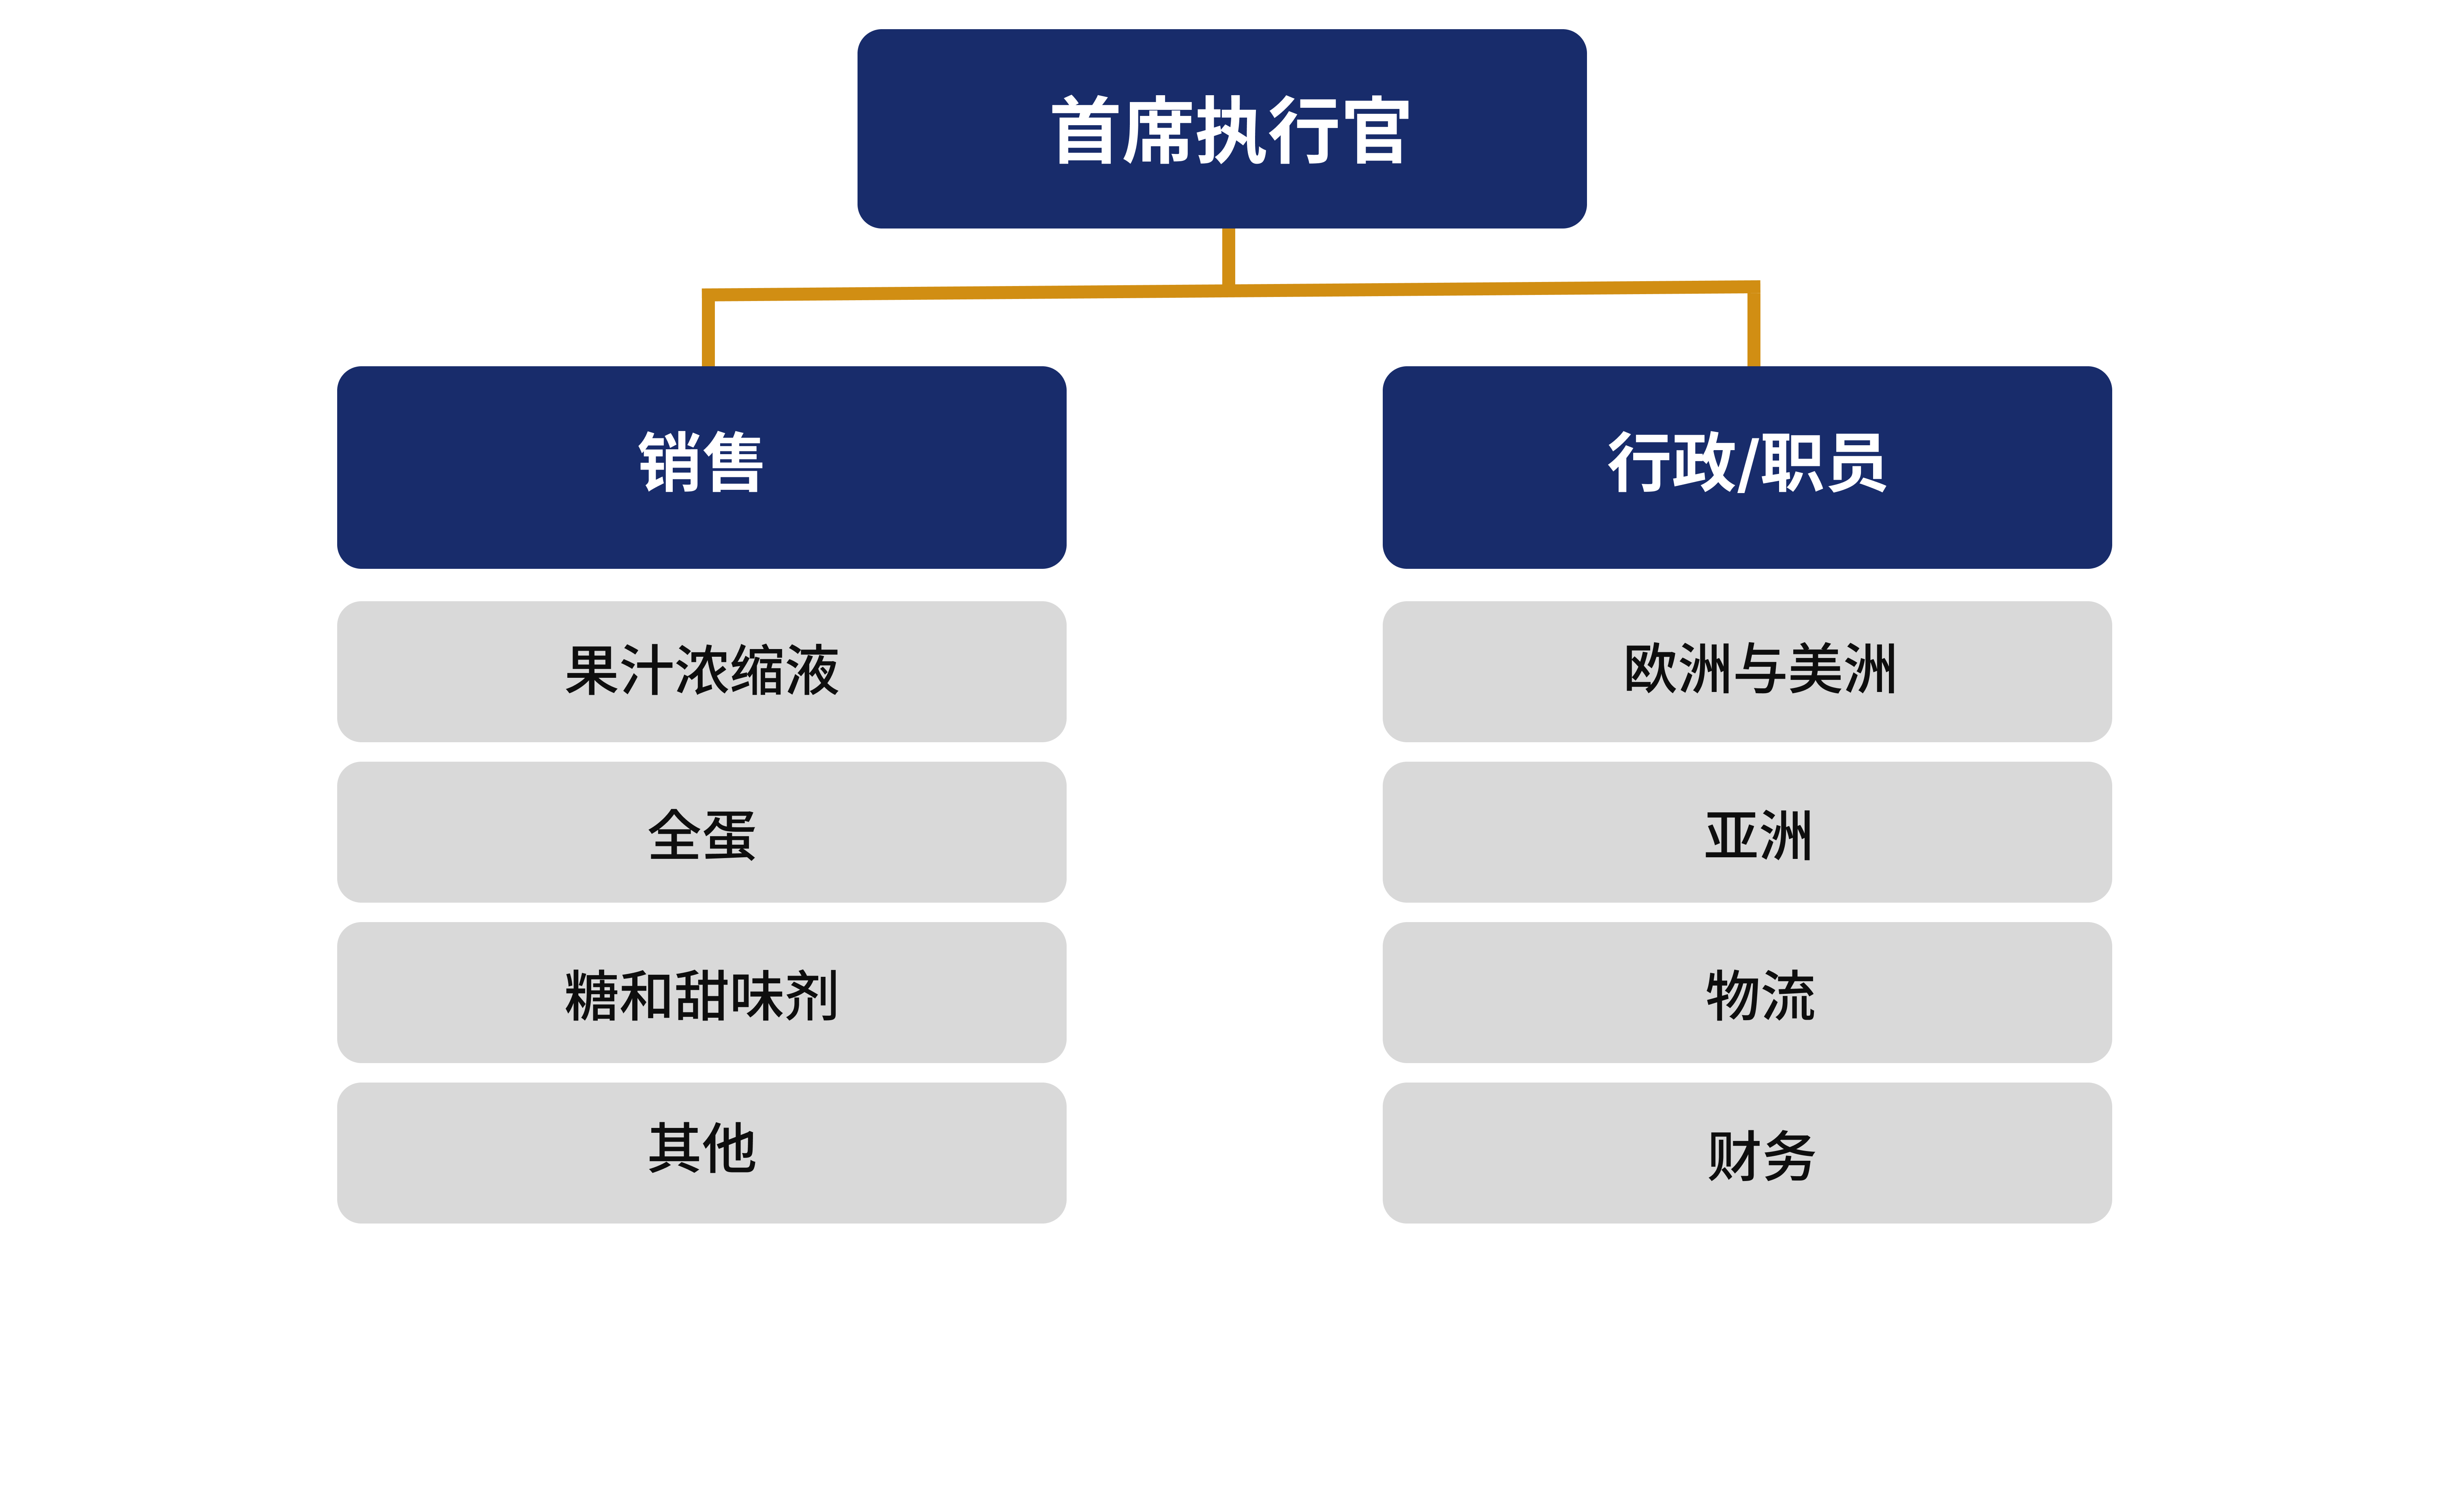 首席执行官
销售
行政/职员
果汁浓缩液
欧洲与美洲
全蛋
亚洲
糖和甜味剂
物流
其他
财务